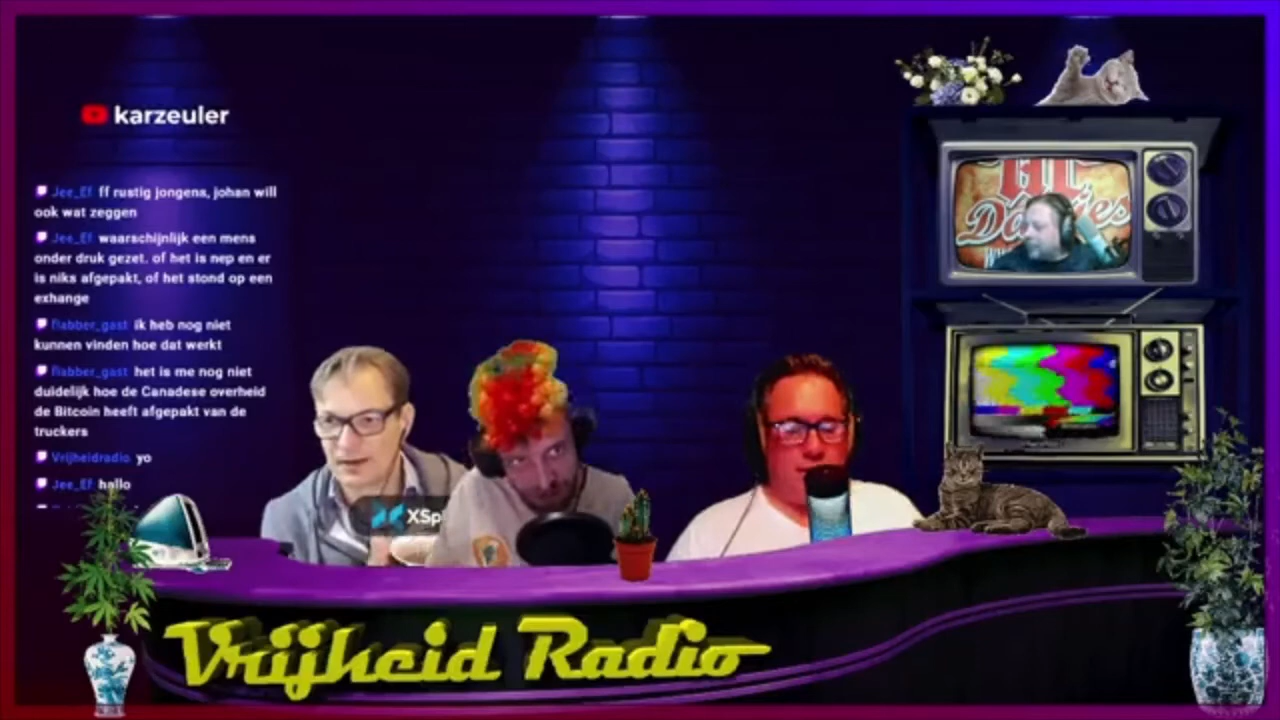 karzeuler
Jee_Ef ff rustig jongens, johan will
ook wat zeggen
Jee_Ef waarschijnlijk een mens
onder druk gezet. of het is nep en er
is niks afgepakt, of het stond op een
exhange
flabber_gast ik heb nog niet
kunnen vinden hoe dat werkt
flabber_gast het is me nog niet
duidelijk hoe de Canadese overheid
de Bitcoin heeft afgepakt van de
truckers
Vrijheidradio yo
Jee_Ef hallo
Vrijheid Radio